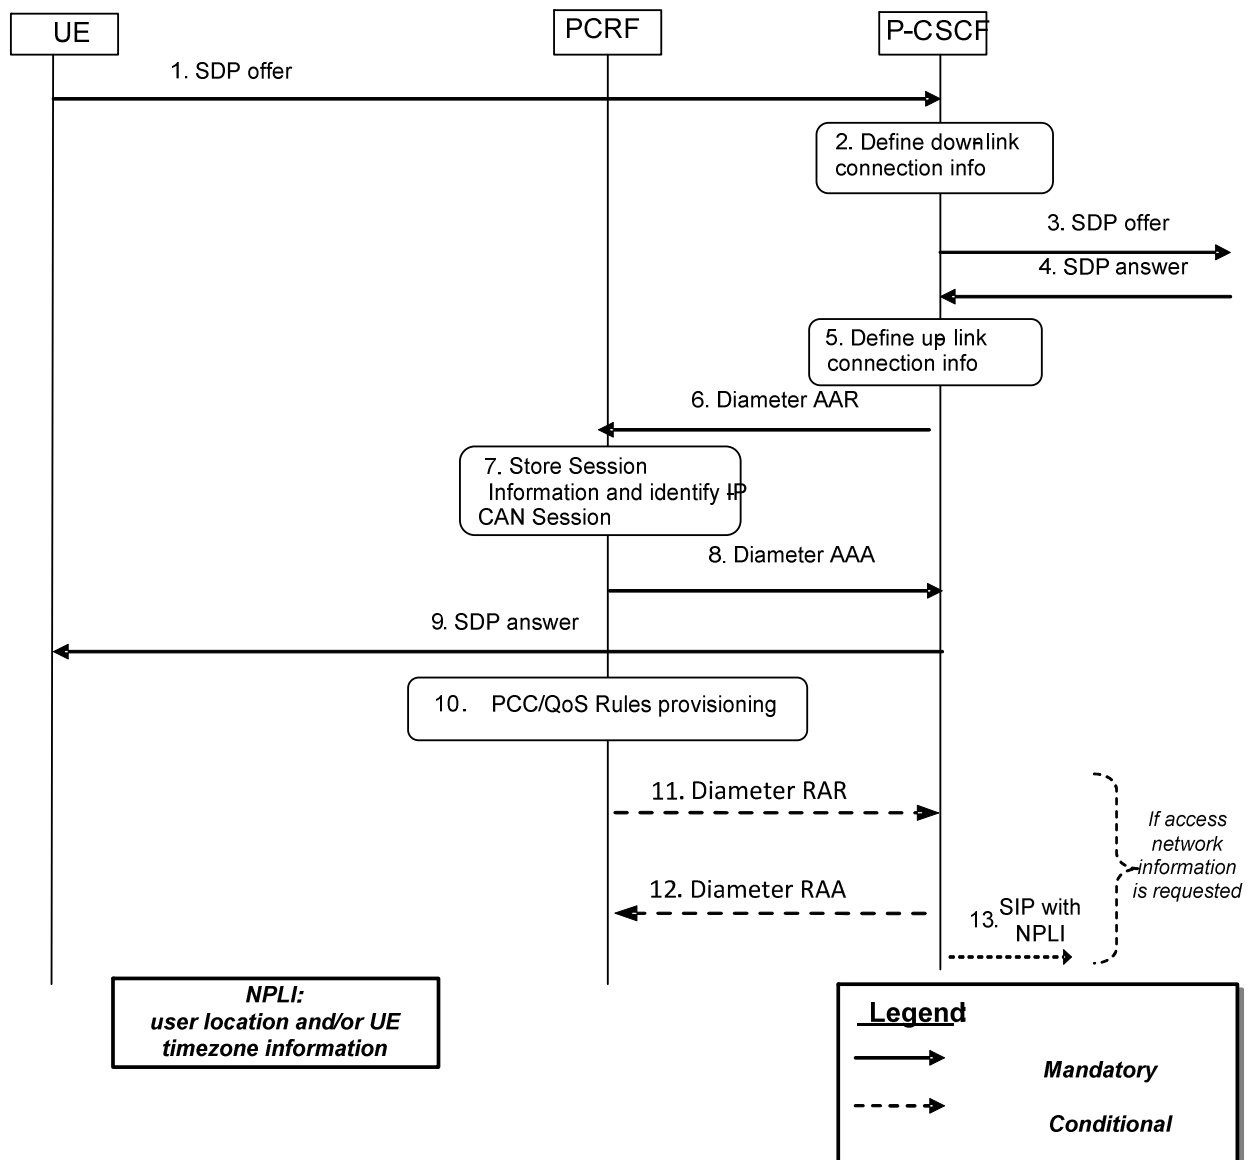 UE
PCRF
P-CSCF
1. SDP offer
2. Define downlink
connection info
3. SDP offer
4. SDP answer
5. Define up link
connection info
6. Diameter AAR
7. Store Session
Information and identify IP-
CAN Session
8. Diameter AAA
9. SDP answer
10. PCC/QoS Rules provisioning
11. Diameter RAR
If access
network
information
is requested
12. Diameter RAA
13. SIP with
NPLI
NPLI:
user location and/or UE
timezone information
Legend:
Mandatory
Conditional